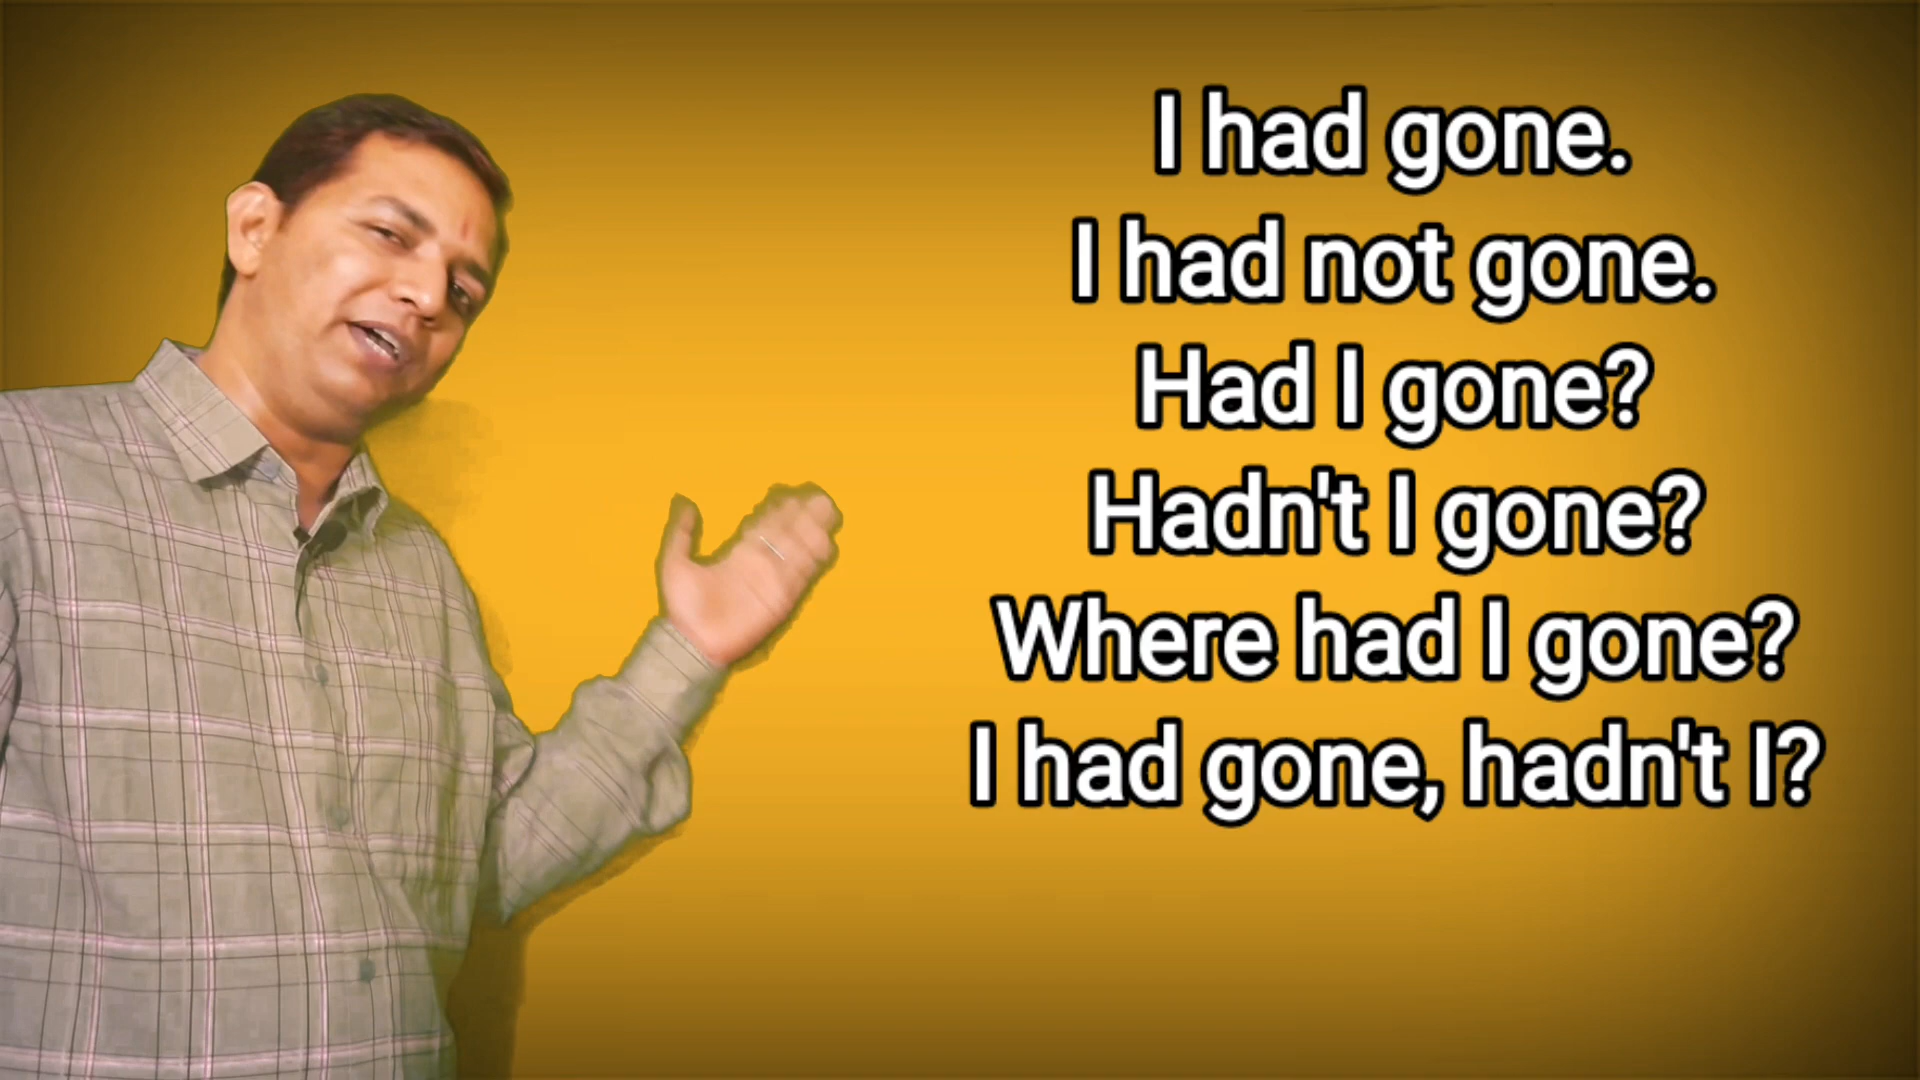 I had gone.
I had not gone.
Had I gone?
Hadn't I gone?
Where had I gone?
I had gone, hadn't I?